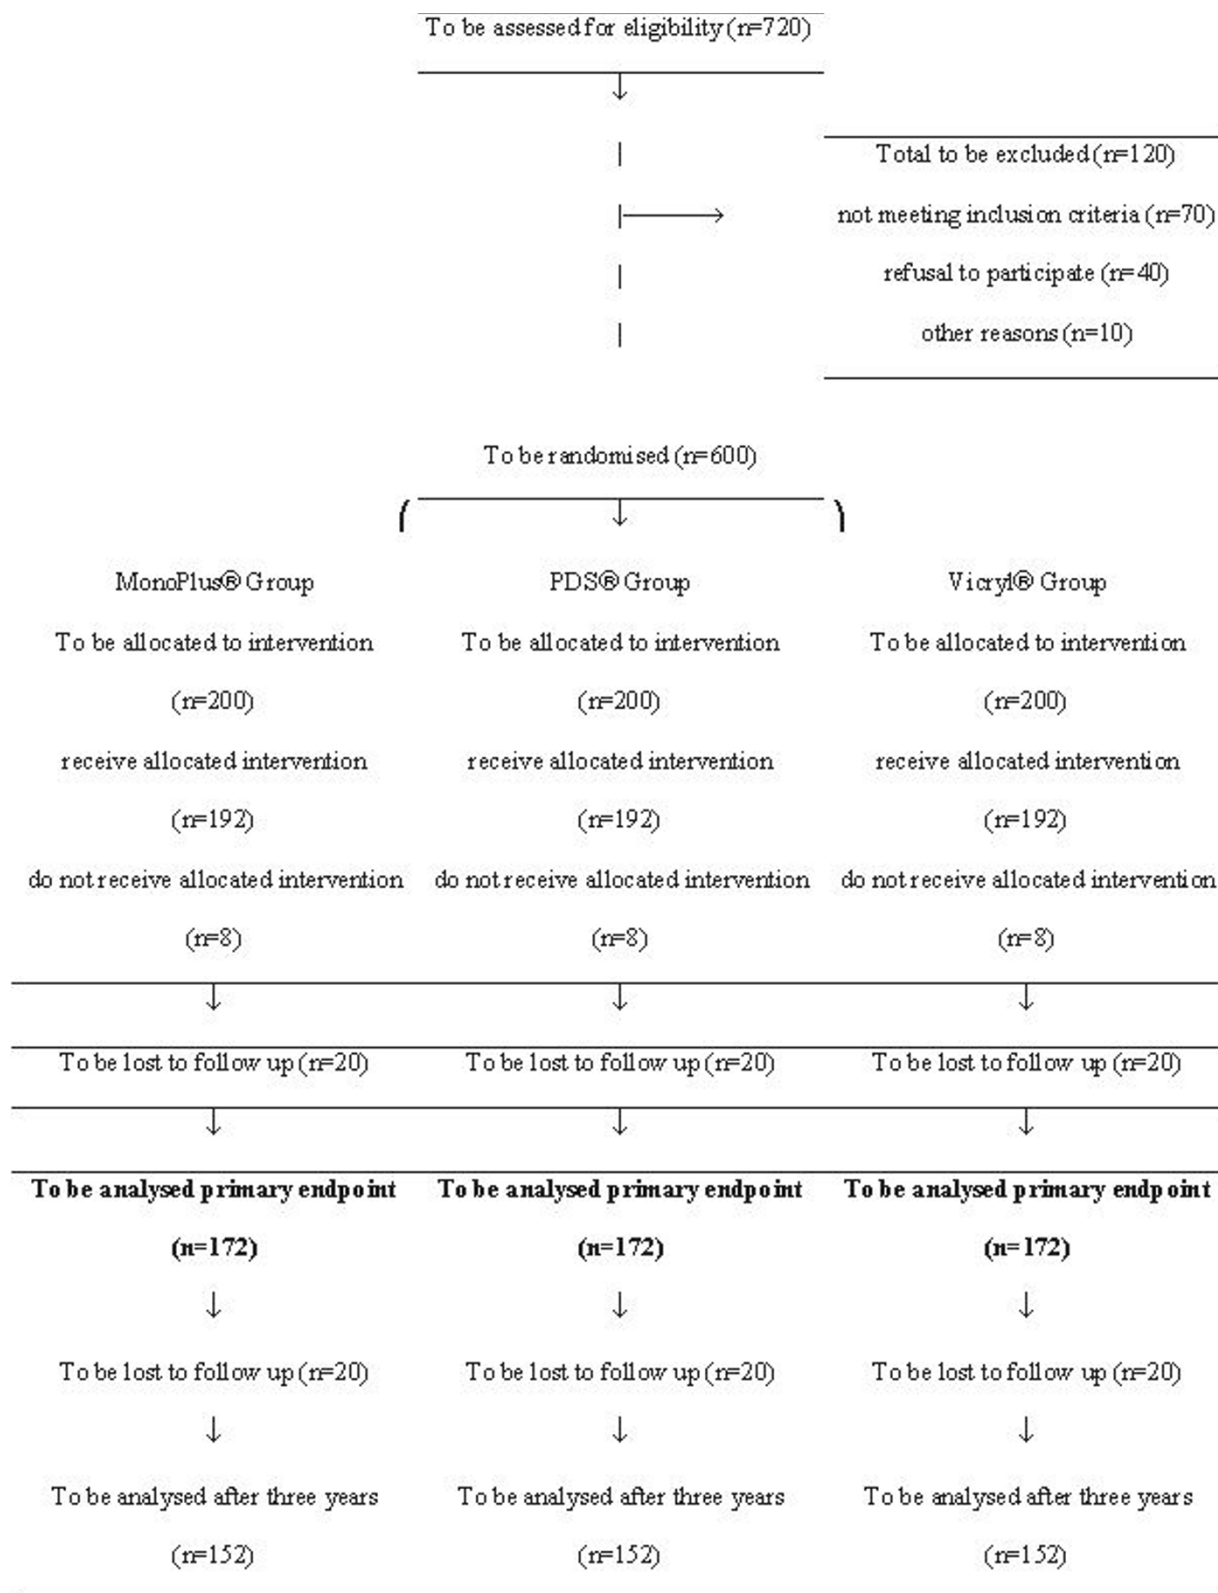 To be assessed for eligibility (n=720)
Total to be excluded (n=120)
not meeting inclusion criteria (n=70)
refusal to participate (n=40)
other reasons (n=10)
To be randomised (n=600)
MonoPlus® Group
To be allocated to intervention
(n=200)
receive allocated intervention
(n=192)
do not receive allocated intervention
(n=8)
To be lost to follow up (n=20)
To be analysed primary endpoint
(n=172)
To be lost to follow up (n=20)
To be analysed after three years
(n=152)
PDS® Group
To be allocated to intervention
(n=200)
receive allocated intervention
(n=192)
do not receive allocated intervention
(n=8)
To be lost to follow up (n=20)
To be analysed primary endpoint
(n=172)
To be lost to follow up (n=20)
To be analysed after three years
(n=152)
Vicryl® Group
To be allocated to intervention
(n=200)
receive allocated intervention
(n=192)
do not receive allocated intervention
(n=8)
To be lost to follow up (n=20)
To be analysed primary endpoint
(n=172)
To be lost to follow up (n=20)
To be analysed after three years
(n=152)